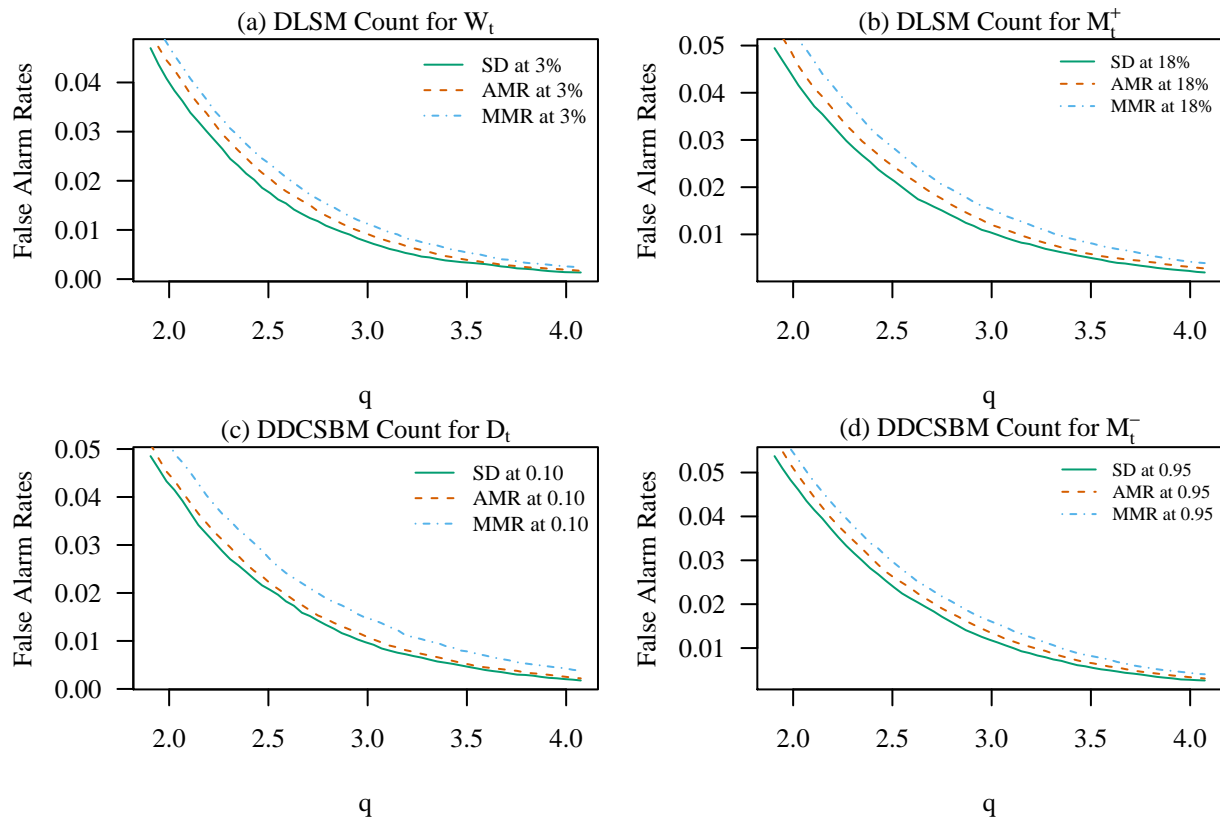 (a) DLSM Count for Wₜ
False Alarm Rates
0.04
0.03
0.02
0.01
0.00
SD at 3%
AMR at 3%
MMR at 3%
2.0 2.5 3.0 3.5 4.0
q
(b) DLSM Count for Mₜ⁺
False Alarm Rates
0.05
0.04
0.03
0.02
0.01
SD at 18%
AMR at 18%
MMR at 18%
2.0 2.5 3.0 3.5 4.0
q
(c) DDCSBM Count for Dₜ
False Alarm Rates
0.05
0.04
0.03
0.02
0.01
0.00
SD at 0.10
AMR at 0.10
MMR at 0.10
2.0 2.5 3.0 3.5 4.0
q
(d) DDCSBM Count for Mₜ⁻
False Alarm Rates
0.05
0.04
0.03
0.02
0.01
SD at 0.95
AMR at 0.95
MMR at 0.95
2.0 2.5 3.0 3.5 4.0
q